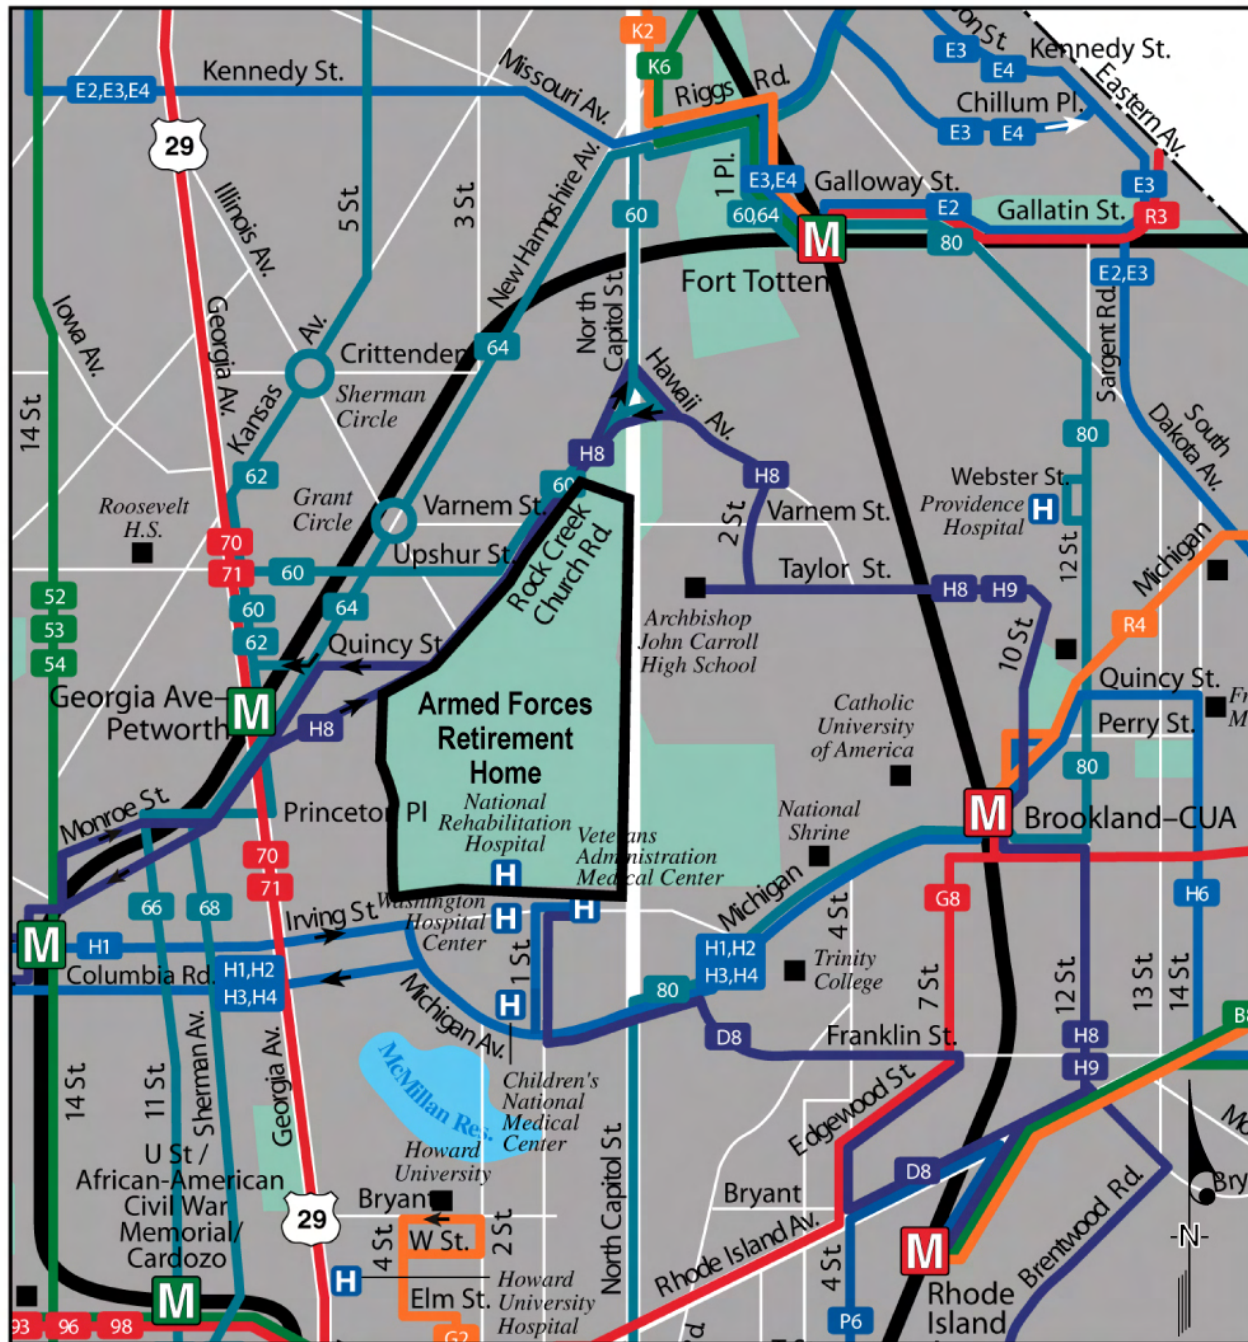 K2
K6
Kennedy St.
E2,E3,E4
Missouri Av.
Riggs Rd.
E3
E4
Kennedy St.
Eastern Av.
Chillum Pl.
E3
E4
29
Illinois Av.
5 St
3 St
New Hampshire Av.
60
1 Pl.
E3,E4
60,64
Galloway St.
E2
Gallatin St.
E3
R3
M
80
Fort Totten
E2,E3
Iowa Av.
Georgia Av.
Kansas Av.
Crittenden
64
Sherman
Circle
North
Capitol St.
Hawaii Av.
Sargent Rd.
South
Dakota Av.
14 St
62
H8
60
H8
80
Webster St.
Providence
Hospital
H
Roosevelt
H.S.
Grant
Circle
Varnem St.
Upshur St.
2 St
Varnem St.
12 St
Michigan
70
71
60
Rock Creek
Church Rd.
Taylor St.
H8
H9
52
53
54
60
62
64
Quincy St.
Archbishop
John Carroll
High School
10 St
R4
Georgia Ave–
Petworth
M
H8
Armed Forces
Retirement
Home
Catholic
University
of America
Quincy St.
Perry St.
National
Rehabilitation
Hospital
80
Monroe St.
Princeton Pl
National
Shrine
M
Brookland–CUA
Veterans
Administration
Medical Center
70
71
H
66
68
Irving St
Washington
Hospital
Center
H
H
Michigan
4 St
G8
H6
M
H1
Columbia Rd.
H1,H2
H3,H4
1 St
H
80
H1,H2
H3,H4
Trinity
College
7 St
12 St
13 St
14 St
Michigan Av.
D8
Franklin St.
H8
H9
14 St
11 St
Sherman Av.
Georgia Av.
McMillan Res.
Children's
National
Medical
Center
Edgewood St
U St /
African-American
Civil War
Memorial/
Cardozo
M
Howard
University
Bryant
W St.
4 St
2 St
North Capitol St.
Bryant
D8
Brentwood Rd.
N
29
H
Howard
University
Hospital
Elm St.
G2
Rhode Island Av.
4 St
P6
M
Rhode
Island
93
96
98